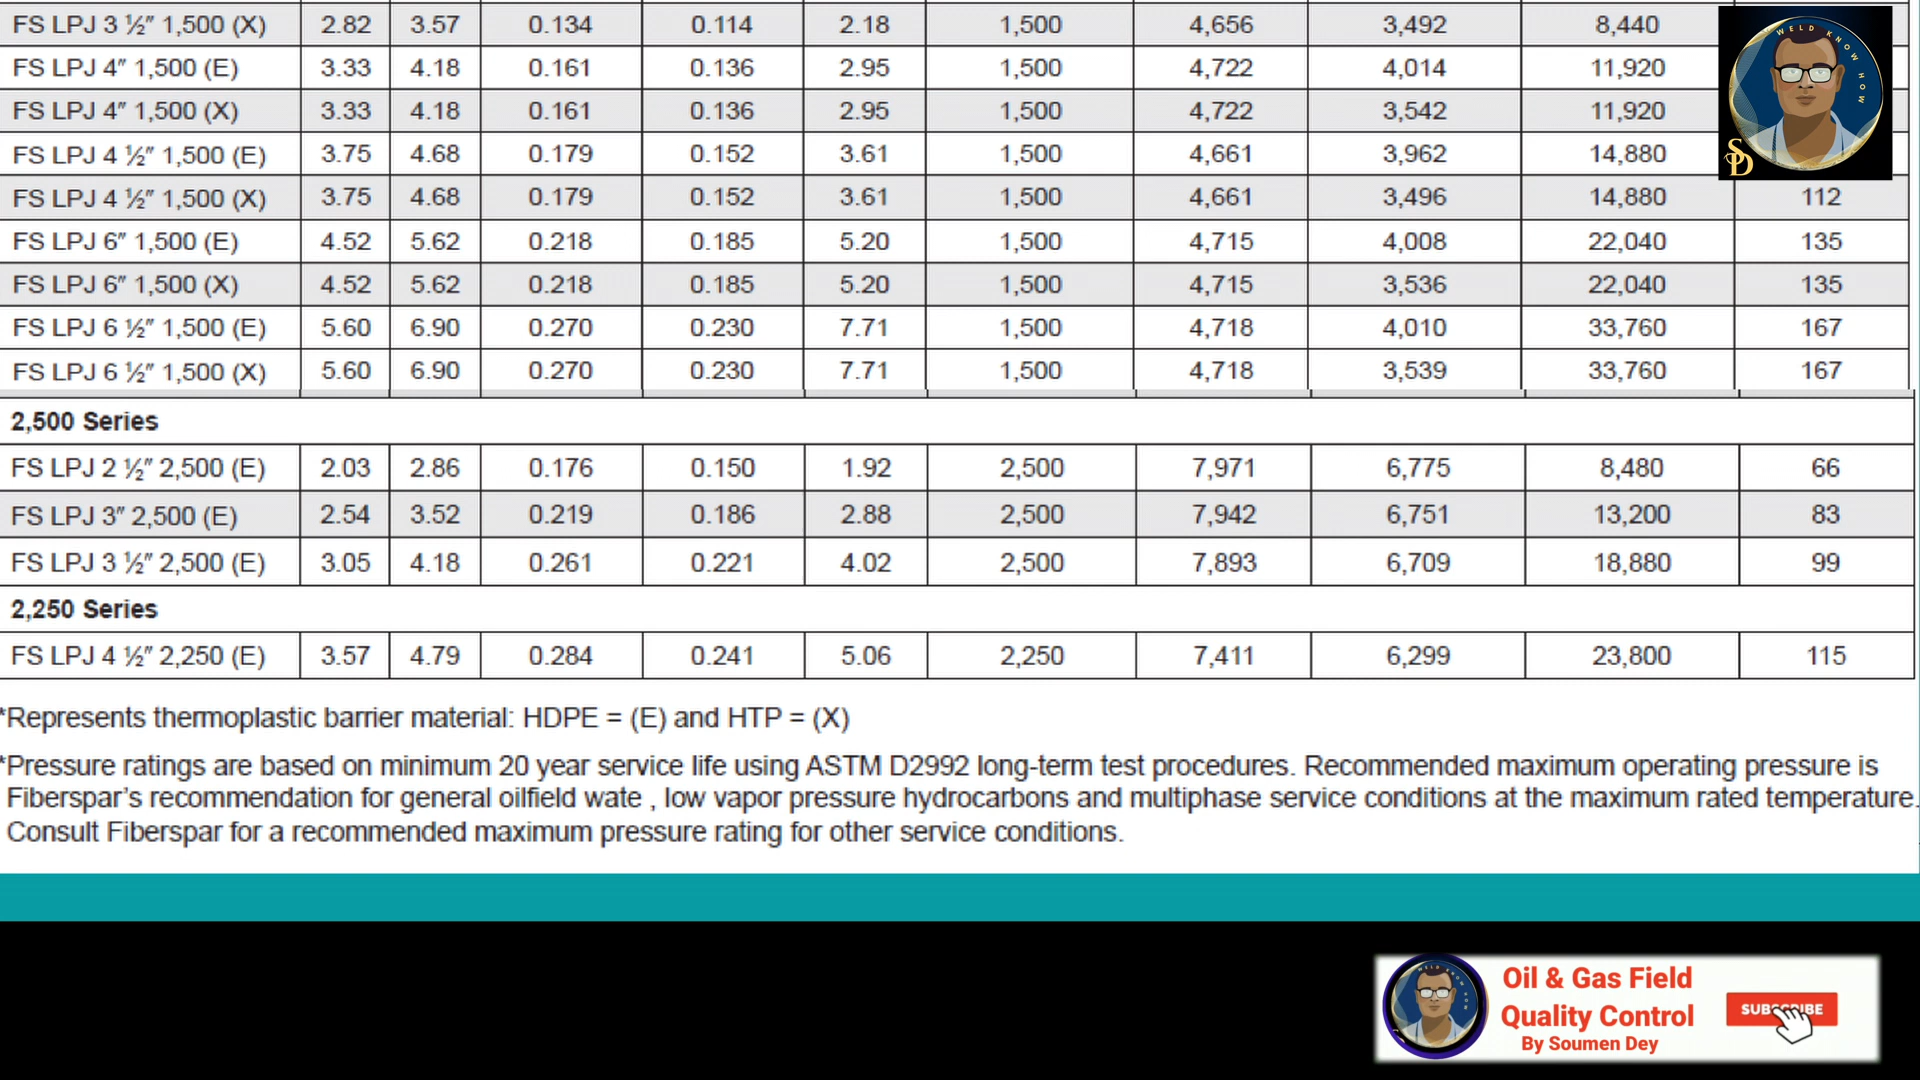 FS LPJ 3 ½″ 1,500 (X) 2.82 3.57 0.134 0.114 2.18 1,500 4,656 3,492 8,440
FS LPJ 4″ 1,500 (E) 3.33 4.18 0.161 0.136 2.95 1,500 4,722 4,014 11,920
FS LPJ 4″ 1,500 (X) 3.33 4.18 0.161 0.136 2.95 1,500 4,722 3,542 11,920
FS LPJ 4 ½″ 1,500 (E) 3.75 4.68 0.179 0.152 3.61 1,500 4,661 3,962 14,880
FS LPJ 4 ½″ 1,500 (X) 3.75 4.68 0.179 0.152 3.61 1,500 4,661 3,496 14,880 112
FS LPJ 6″ 1,500 (E) 4.52 5.62 0.218 0.185 5.20 1,500 4,715 4,008 22,040 135
FS LPJ 6″ 1,500 (X) 4.52 5.62 0.218 0.185 5.20 1,500 4,715 3,536 22,040 135
FS LPJ 6 ½″ 1,500 (E) 5.60 6.90 0.270 0.230 7.71 1,500 4,718 4,010 33,760 167
FS LPJ 6 ½″ 1,500 (X) 5.60 6.90 0.270 0.230 7.71 1,500 4,718 3,539 33,760 167
2,500 Series
FS LPJ 2 ½″ 2,500 (E) 2.03 2.86 0.176 0.150 1.92 2,500 7,971 6,775 8,480 66
FS LPJ 3″ 2,500 (E) 2.54 3.52 0.219 0.186 2.88 2,500 7,942 6,751 13,200 83
FS LPJ 3 ½″ 2,500 (E) 3.05 4.18 0.261 0.221 4.02 2,500 7,893 6,709 18,880 99
2,250 Series
FS LPJ 4 ½″ 2,250 (E) 3.57 4.79 0.284 0.241 5.06 2,250 7,411 6,299 23,800 115
*Represents thermoplastic barrier material: HDPE = (E) and HTP = (X)
*Pressure ratings are based on minimum 20 year service life using ASTM D2992 long-term test procedures. Recommended maximum operating pressure is
Fiberspar's recommendation for general oilfield wate , low vapor pressure hydrocarbons and multiphase service conditions at the maximum rated temperature.
Consult Fiberspar for a recommended maximum pressure rating for other service conditions.
WELD KNOW HOW
SD
WELD KNOW HOW
Oil & Gas Field
Quality Control
By Soumen Dey
SUBSCRIBE